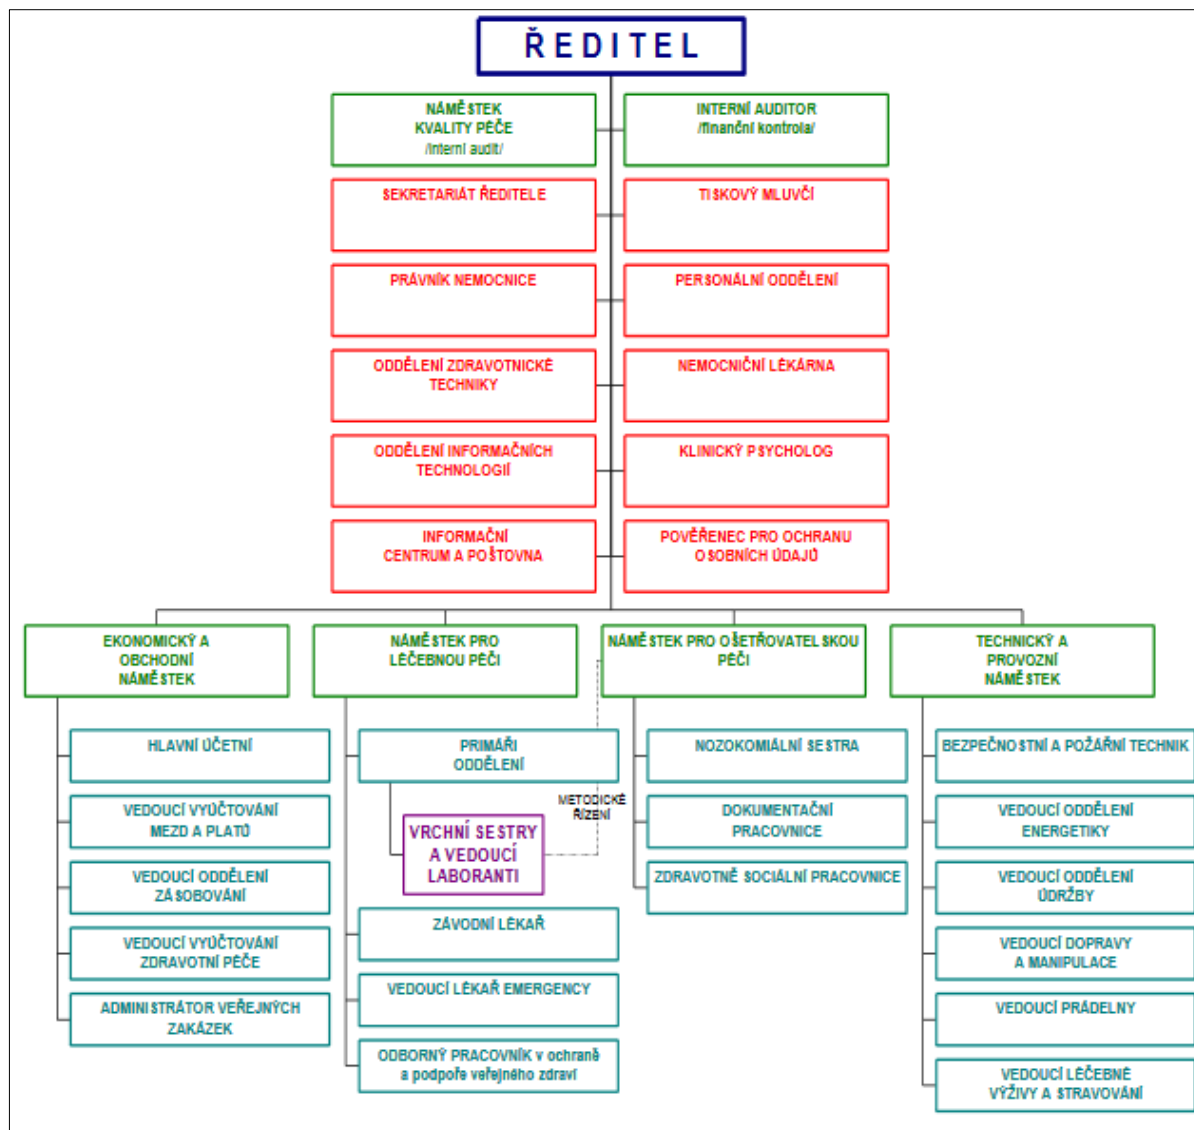 ŘEDITEL
NÁMĚSTEK
KVALITY PÉČE
/interní audit/
INTERNÍ AUDITOR
/finanční kontrola/
SEKRETARIÁT ŘEDITELE
TISKOVÝ MLUVČÍ
PRÁVNÍK NEMOCNICE
PERSONÁLNÍ ODDĚLENÍ
ODDĚLENÍ ZDRAVOTNICKÉ
TECHNIKY
NEMOCNIČNÍ LÉKÁRNA
ODDĚLENÍ INFORMAČNÍCH
TECHNOLOGIÍ
KLINICKÝ PSYCHOLOG
INFORMAČNÍ
CENTRUM A POŠTOVNA
POVĚŘENEC PRO OCHRANU
OSOBNÍCH ÚDAJŮ
EKONOMICKÝ A
OBCHODNÍ
NÁMĚSTEK
NÁMĚSTEK PRO
LÉČEBNOU PÉČI
NÁMĚSTEK PRO OŠETŘOVATELSKOU
PÉČI
TECHNICKÝ A
PROVOZNÍ
NÁMĚSTEK
HLAVNÍ ÚČETNÍ
VEDOUCÍ VYÚČTOVÁNÍ
MEZD A PLATŮ
VEDOUCÍ ODDĚLENÍ
ZÁSOBOVÁNÍ
VEDOUCÍ VYÚČTOVÁNÍ
ZDRAVOTNÍ PÉČE
ADMINISTRÁTOR VEŘEJNÝCH
ZAKÁZEK
PRIMÁŘI
ODDĚLENÍ
VRCHNÍ SESTRY
A VEDOUCÍ
LABORANTI
METODICKÉ
ŘÍZENÍ
ZÁVODNÍ LÉKAŘ
VEDOUCÍ LÉKAŘ EMERGENCY
ODBORNÝ PRACOVNÍK v ochraně
a podpoře veřejného zdraví
NOZOKOMIÁLNÍ SESTRA
DOKUMENTAČNÍ
PRACOVNICE
ZDRAVOTNĚ SOCIÁLNÍ PRACOVNICE
BEZPEČNOSTNÍ A POŽÁŘNÍ TECHNIK
VEDOUCÍ ODDĚLENÍ
ENERGETIKY
VEDOUCÍ ODDĚLENÍ
ÚDRŽBY
VEDOUCÍ DOPRAVY
A MANIPULACE
VEDOUCÍ PRÁDELNY
VEDOUCÍ LÉČEBNÉ
VÝŽIVY A STRAVOVÁNÍ